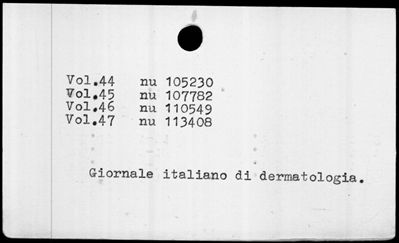 Vol.44 nu 105230
Vol.45 nu 107782
Vol.46 nu 110549
Vol.47 nu 113408
Giornale italiano di dermatologia.